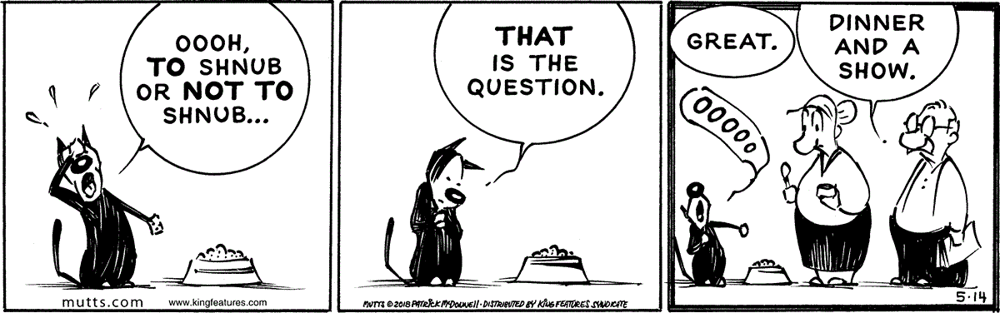 OOOH,
TO SHNUB
OR NOT TO
SHNUB...
mutts.com
www.kingfeatures.com
THAT
IS THE
QUESTION.
MUTTS © 2018 PATRICK McDONNELL · DISTRIBUTED BY KING FEATURES SYNDICATE
GREAT.
DINNER
AND A
SHOW.
OOOOOo
5·14